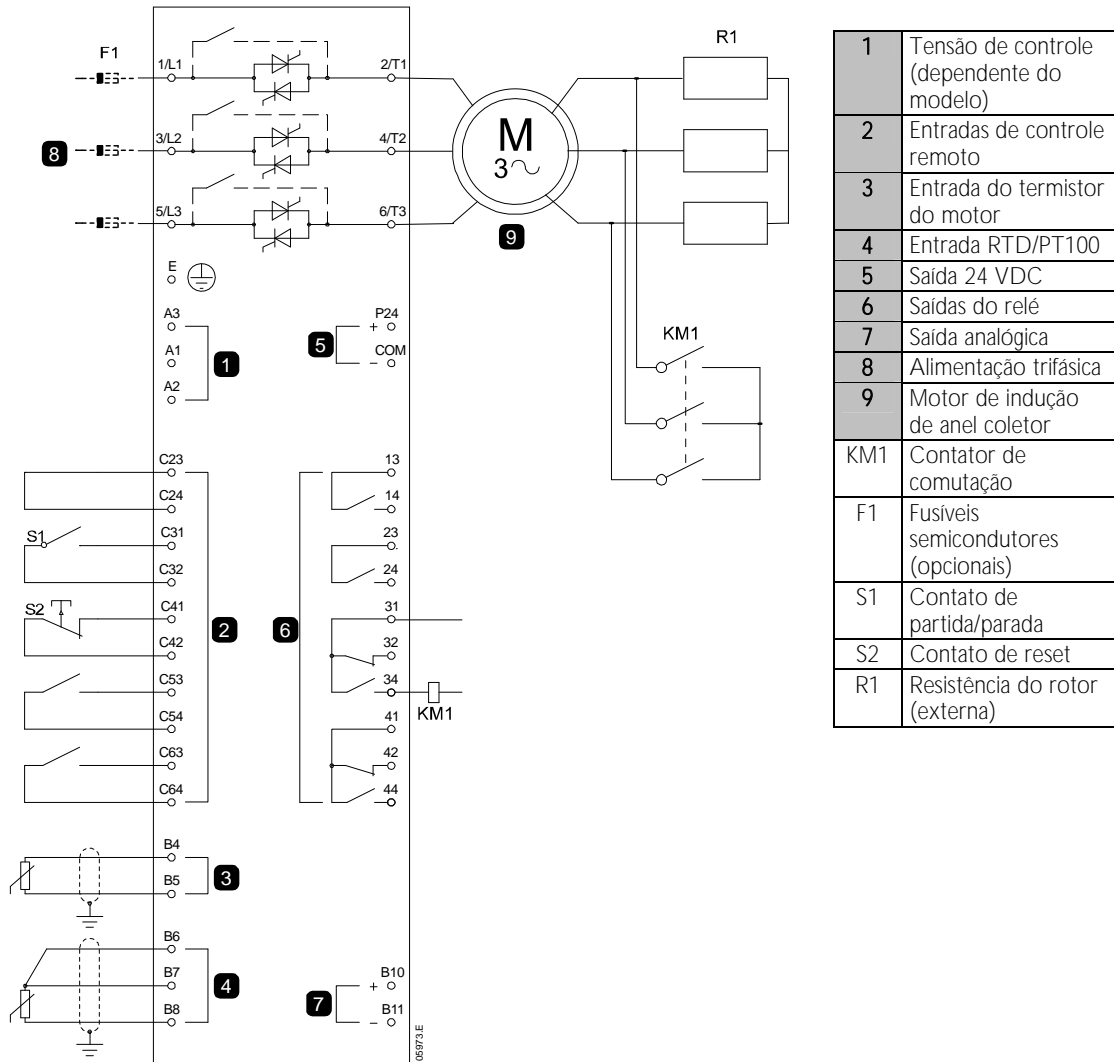 F1
1/L1
2/T1
R1
8
3/L2
4/T2
M
3
5/L3
6/T3
9
E
A3
A1
A2
1
5
+
P24
-
COM
KM1
C23
C24
S1
C31
C32
S2
C41
C42
C53
C54
C63
C64
2
6
13
14
23
24
31
32
34
KM1
41
42
44
B4
B5
3
B6
B7
B8
4
7
+
B10
-
B11
05973.E
1 Tensão de controle
(dependente do
modelo)
2 Entradas de controle
remoto
3 Entrada do termistor
do motor
4 Entrada RTD/PT100
5 Saída 24 VDC
6 Saídas do relé
7 Saída analógica
8 Alimentação trifásica
9 Motor de indução
de anel coletor
KM1 Contator de
comutação
F1 Fusíveis
semicondutores
(opcionais)
S1 Contato de
partida/parada
S2 Contato de reset
R1 Resistência do rotor
(externa)